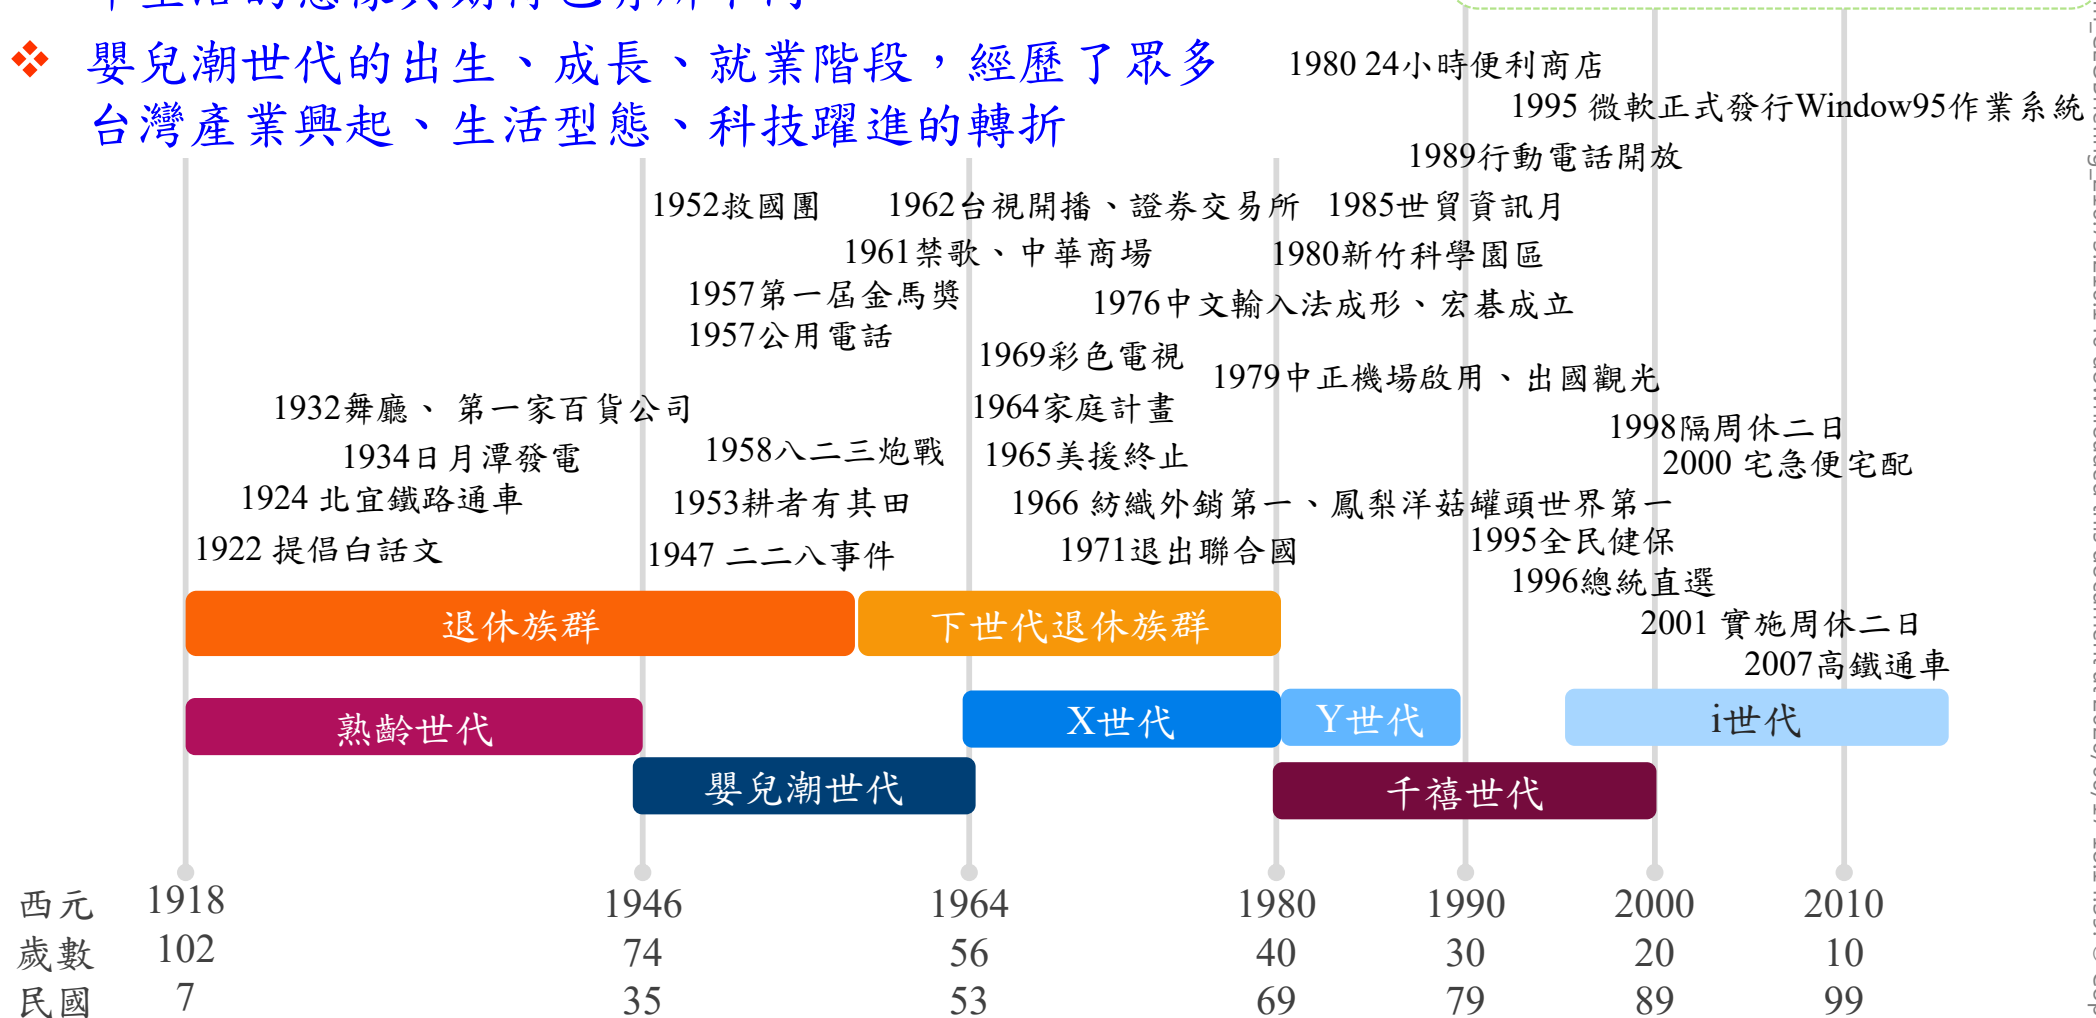 ❖ 嬰兒潮世代的出生、成長、就業階段，經歷了眾多
台灣產業興起、生活型態、科技躍進的轉折
1980 24小時便利商店
1995 微軟正式發行Window95作業系統
1989行動電話開放
1952救國團
1962台視開播、證券交易所
1985世貿資訊月
1961禁歌、中華商場
1980新竹科學園區
1957第一屆金馬獎
1976中文輸入法成形、宏碁成立
1957公用電話
1969彩色電視
1979中正機場啟用、出國觀光
1932舞廳、 第一家百貨公司
1964家庭計畫
1998隔周休二日
1934日月潭發電
1958八二三炮戰
1965美援終止
2000 宅急便宅配
1924 北宜鐵路通車
1953耕者有其田
1966 紡織外銷第一、鳳梨洋菇罐頭世界第一
1922 提倡白話文
1947 二二八事件
1971退出聯合國
1995全民健保
1996總統直選
退休族群
下世代退休族群
2001 實施周休二日
2007高鐵通車
熟齡世代
X世代
Y世代
i世代
嬰兒潮世代
千禧世代
西元 1918 1946 1964 1980 1990 2000 2010
歲數 102 74 56 40 30 20 10
民國 7 35 53 69 79 89 99